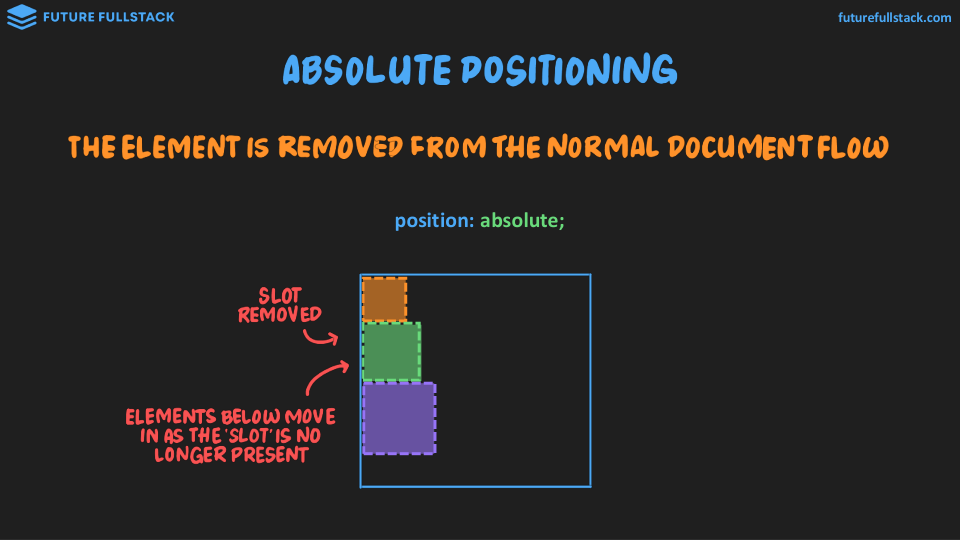 FUTURE FULLSTACK
futurefullstack.com
ABSOLUTE POSITIONING
THE ELEMENT IS REMOVED FROM THE NORMAL DOCUMENT FLOW
position: absolute;
SLOT
REMOVED
ELEMENTS BELOW MOVE
IN AS THE 'SLOT' IS NO
LONGER PRESENT